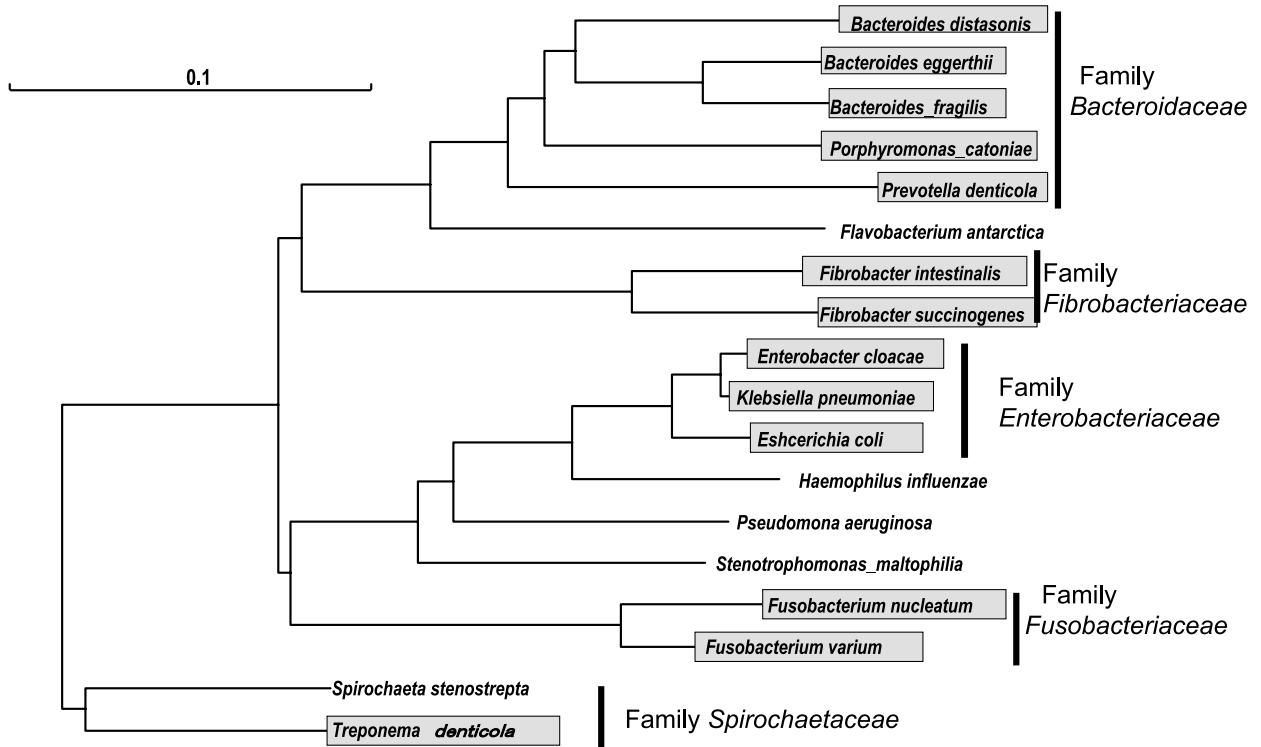 0.1
Bacteroides distasonis
Bacteroides eggerthii
Bacteroides_fragilis
Porphyromonas_catoniae
Prevotella denticola
Family
Bacteroidaceae
Flavobacterium antarctica
Fibrobacter intestinalis
Fibrobacter succinogenes
Family
Fibrobacteriaceae
Enterobacter cloacae
Klebsiella pneumoniae
Eshcerichia coli
Family
Enterobacteriaceae
Haemophilus influenzae
Pseudomona aeruginosa
Stenotrophomonas_maltophilia
Fusobacterium nucleatum
Fusobacterium varium
Family
Fusobacteriaceae
Spirochaeta stenostrepta
Treponema denticola
Family Spirochaetaceae